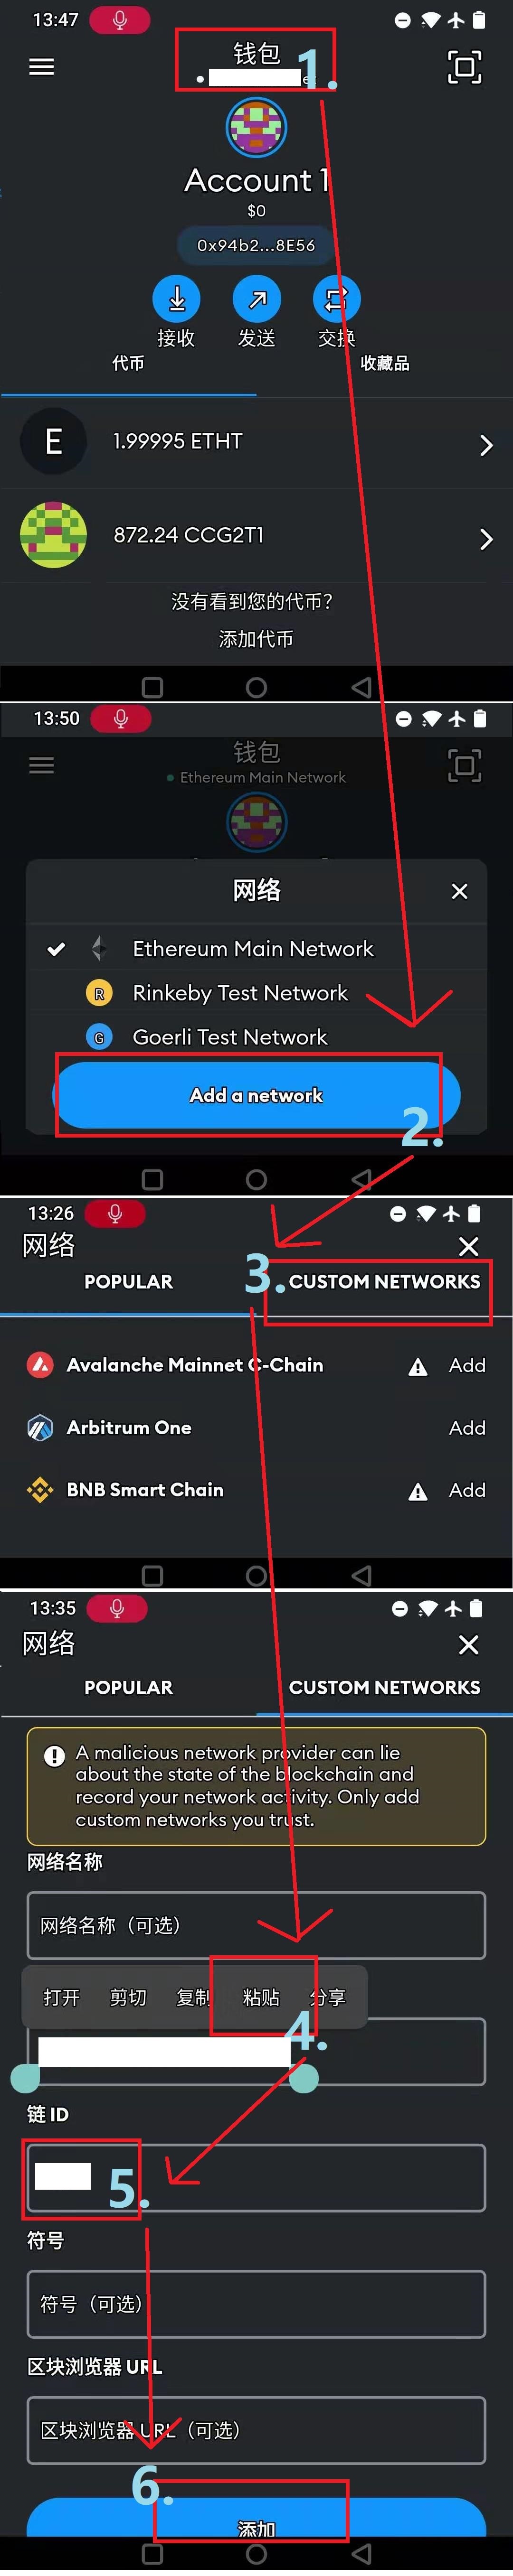 13:47
钱包
1.
Account 1
$0
0x94b2...8E56
接收 发送 交换
代币 收藏品
E 1.99995 ETHT
872.24 CCG2T1
没有看到您的代币?
添加代币
13:50
钱包
Ethereum Main Network
网络
Ethereum Main Network
R Rinkeby Test Network
G Goerli Test Network
Add a network
2.
13:26
网络
POPULAR 3. CUSTOM NETWORKS
Avalanche Mainnet C-Chain Add
Arbitrum One Add
BNB Smart Chain Add
13:35
网络
POPULAR CUSTOM NETWORKS
A malicious network provider can lie
about the state of the blockchain and
record your network activity. Only add
custom networks you trust.
网络名称
网络名称（可选）
打开 剪切 复制 粘贴 分享
4.
链 ID
5.
符号
符号（可选）
区块浏览器 URL
区块浏览器 URL（可选）
6.
添加